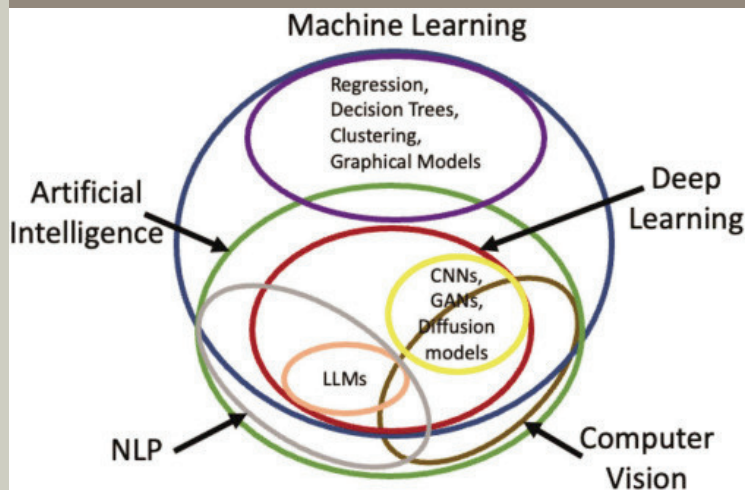 Machine Learning
Regression,
Decision Trees,
Clustering,
Graphical Models
Artificial
Intelligence
Deep
Learning
CNNs,
GANs,
Diffusion
models
LLMs
NLP
Computer
Vision